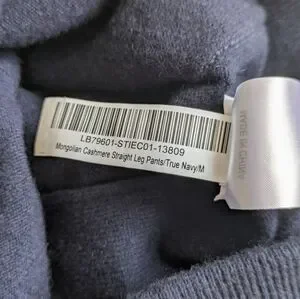 LB79601-STIEC01-13809
Mongolian Cashmere Straight Leg Pants/True Navy/M
MADE IN CHINA